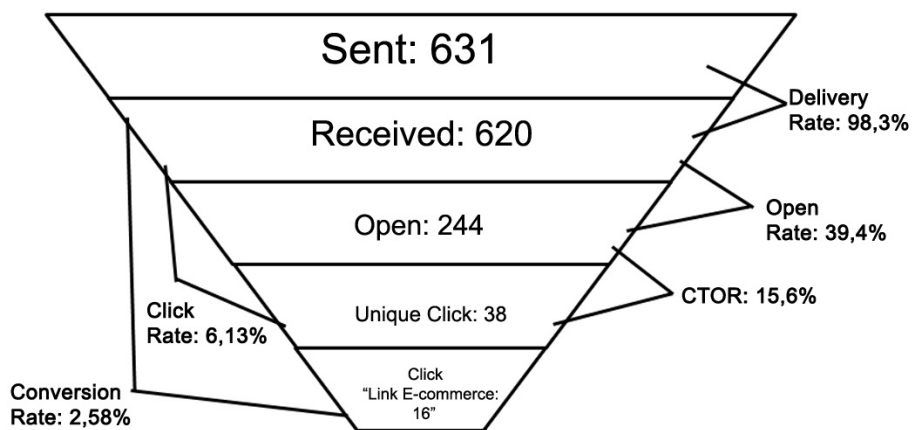 Sent: 631
Delivery
Rate: 98,3%
Received: 620
Open: 244
Open
Rate: 39,4%
CTOR: 15,6%
Unique Click: 38
Click
Rate: 6,13%
Click
“Link E-commerce:
16”
Conversion
Rate: 2,58%